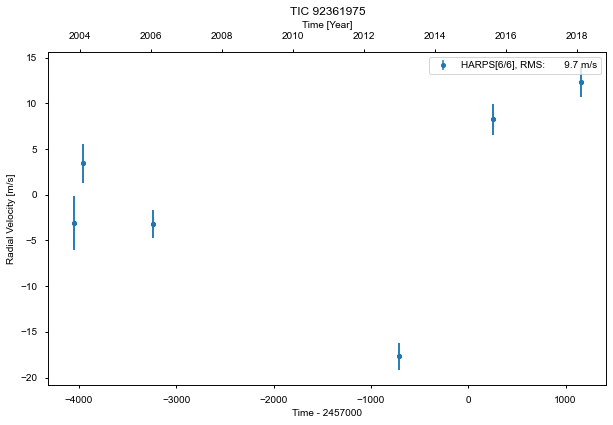 TIC 92361975
Time [Year]
2004 2006 2008 2010 2012 2014 2016 2018
HARPS[6/6], RMS: 9.7 m/s
15
10
5
0
−5
−10
−15
−20
Radial Velocity [m/s]
−4000 −3000 −2000 −1000 0 1000
Time - 2457000